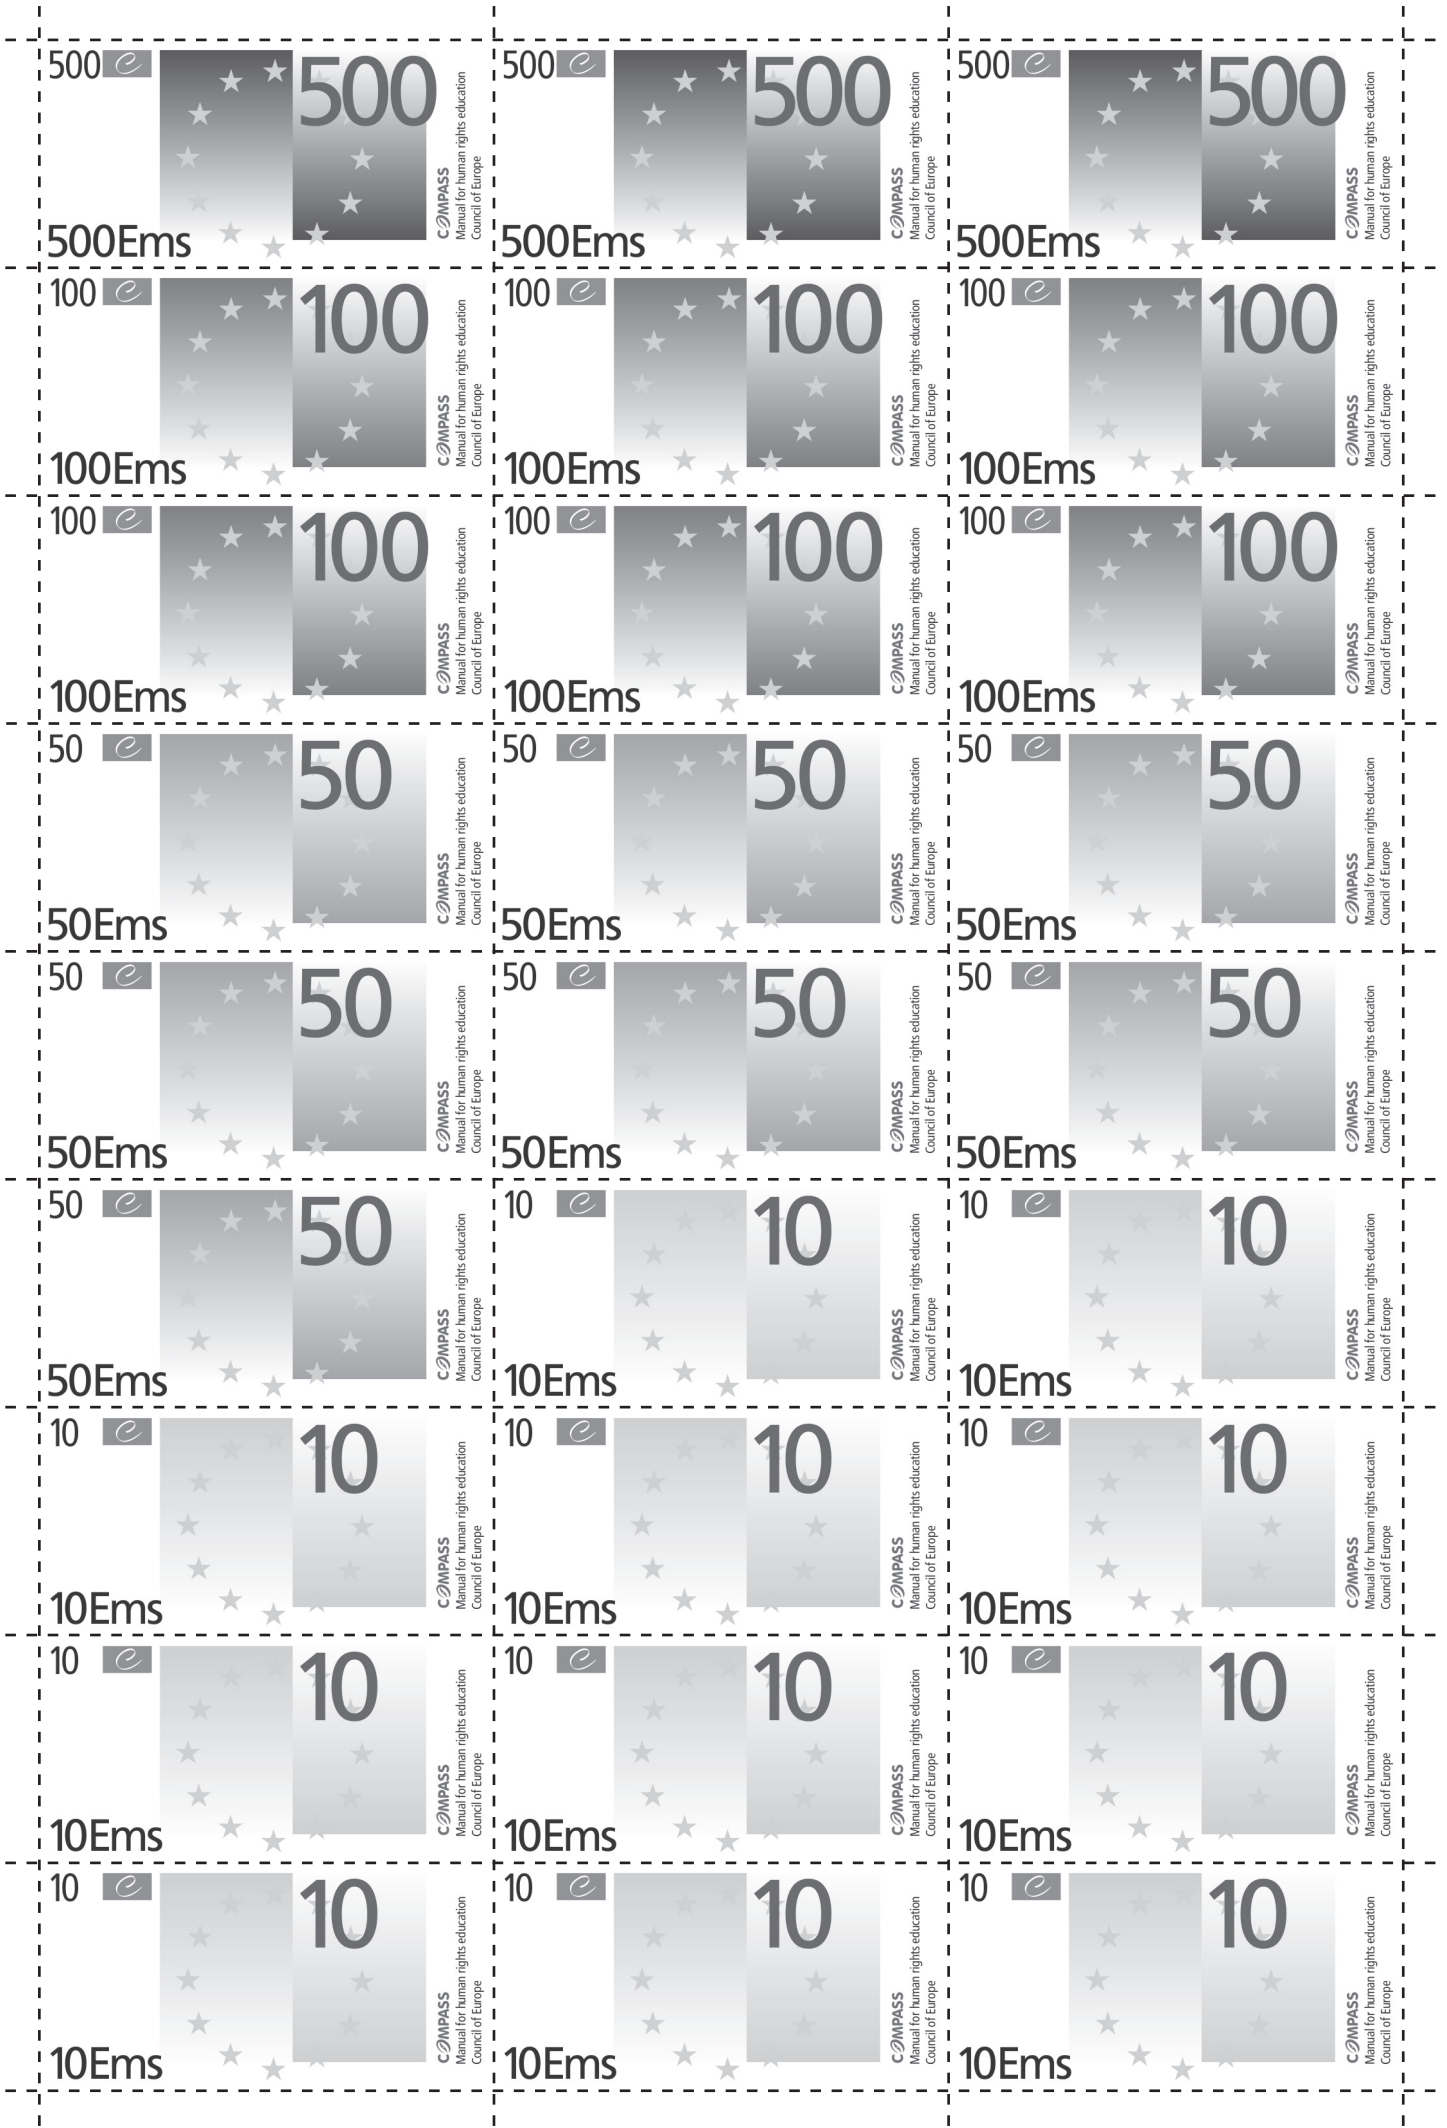 500 500
COMPASS
Manual for human rights education
Council of Europe
500Ems
500 500
COMPASS
Manual for human rights education
Council of Europe
500Ems
500 500
COMPASS
Manual for human rights education
Council of Europe
500Ems
100 100
COMPASS
Manual for human rights education
Council of Europe
100Ems
100 100
COMPASS
Manual for human rights education
Council of Europe
100Ems
100 100
COMPASS
Manual for human rights education
Council of Europe
100Ems
100 100
COMPASS
Manual for human rights education
Council of Europe
100Ems
100 100
COMPASS
Manual for human rights education
Council of Europe
100Ems
100 100
COMPASS
Manual for human rights education
Council of Europe
100Ems
50 50
COMPASS
Manual for human rights education
Council of Europe
50Ems
50 50
COMPASS
Manual for human rights education
Council of Europe
50Ems
50 50
COMPASS
Manual for human rights education
Council of Europe
50Ems
50 50
COMPASS
Manual for human rights education
Council of Europe
50Ems
50 50
COMPASS
Manual for human rights education
Council of Europe
50Ems
50 50
COMPASS
Manual for human rights education
Council of Europe
50Ems
50 50
COMPASS
Manual for human rights education
Council of Europe
50Ems
10 10
COMPASS
Manual for human rights education
Council of Europe
10Ems
10 10
COMPASS
Manual for human rights education
Council of Europe
10Ems
10 10
COMPASS
Manual for human rights education
Council of Europe
10Ems
10 10
COMPASS
Manual for human rights education
Council of Europe
10Ems
10 10
COMPASS
Manual for human rights education
Council of Europe
10Ems
10 10
COMPASS
Manual for human rights education
Council of Europe
10Ems
10 10
COMPASS
Manual for human rights education
Council of Europe
10Ems
10 10
COMPASS
Manual for human rights education
Council of Europe
10Ems
10 10
COMPASS
Manual for human rights education
Council of Europe
10Ems
10 10
COMPASS
Manual for human rights education
Council of Europe
10Ems
10 10
COMPASS
Manual for human rights education
Council of Europe
10Ems